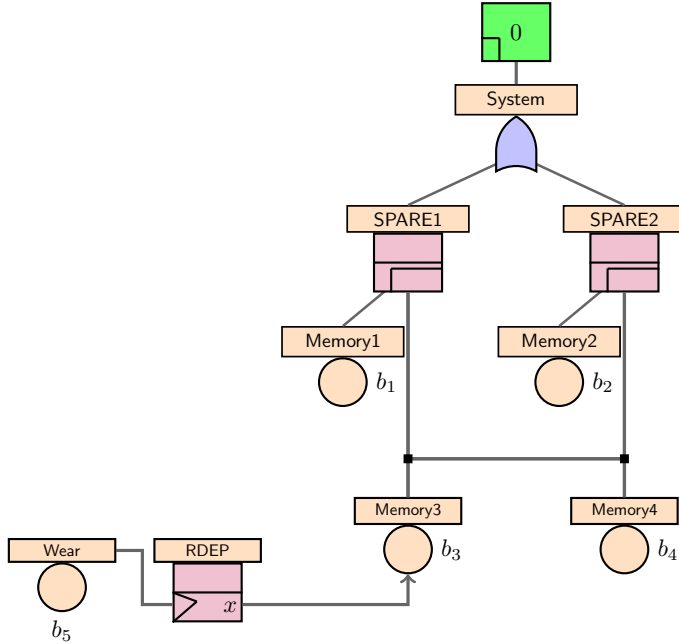 0
System
SPARE1
SPARE2
Memory1
Memory2
b1
b2
Memory3
Memory4
b3
b4
Wear
RDEP
x
b5